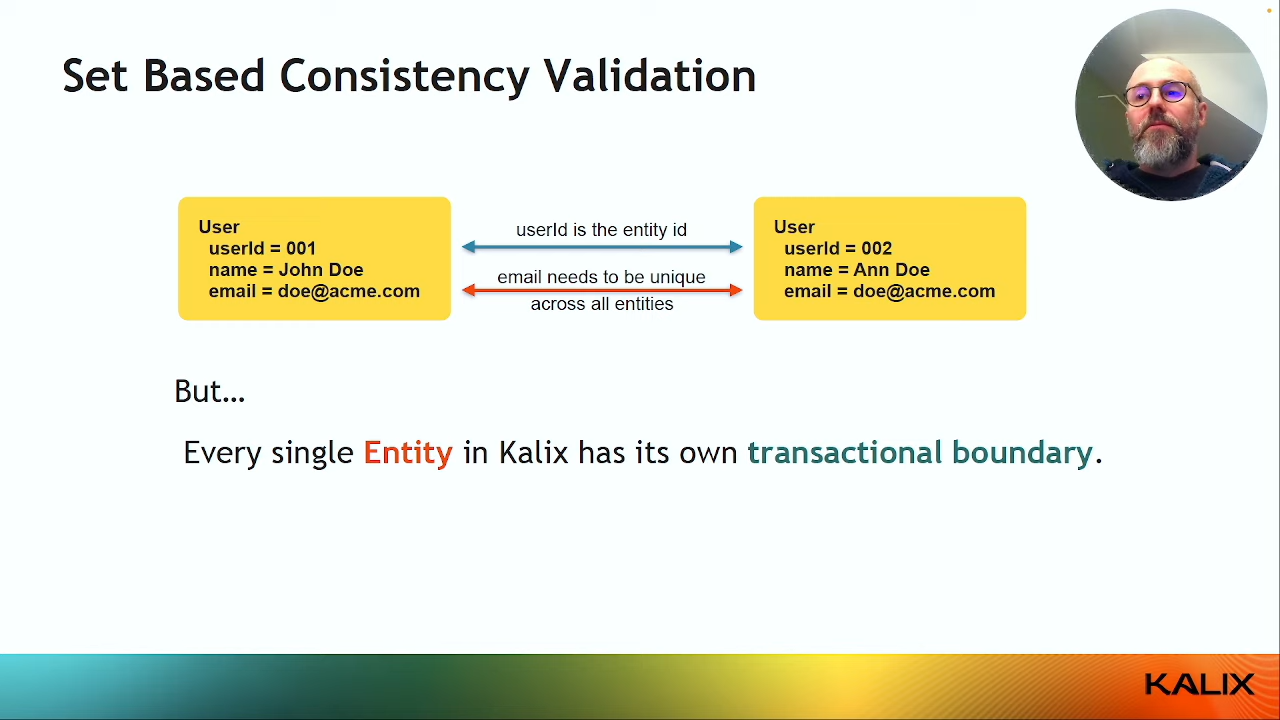 Set Based Consistency Validation
User
userId = 001
name = John Doe
email = doe@acme.com
userId is the entity id
email needs to be unique
across all entities
User
userId = 002
name = Ann Doe
email = doe@acme.com
But...
Every single Entity in Kalix has its own transactional boundary.
KALIX